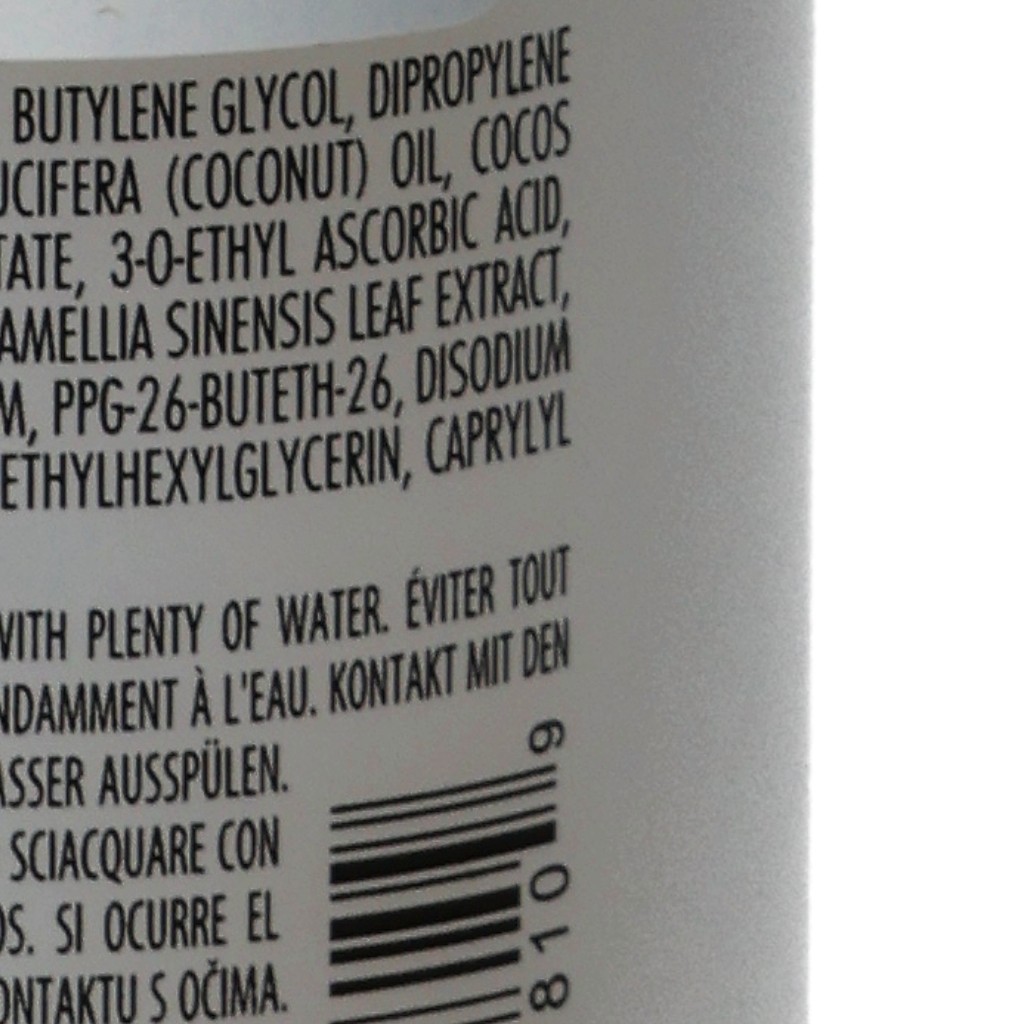 BUTYLENE GLYCOL, DIPROPYLENE
UCIFERA (COCONUT) OIL, COCOS
TATE, 3-O-ETHYL ASCORBIC ACID,
AMELLIA SINENSIS LEAF EXTRACT,
M, PPG-26-BUTETH-26, DISODIUM
ETHYLHEXYLGLYCERIN, CAPRYLYL
WITH PLENTY OF WATER. ÉVITER TOUT
NDAMMENT À L'EAU. KONTAKT MIT DEN
ASSER AUSSPÜLEN.
SCIACQUARE CON
OS. SI OCURRE EL
ONTAKTU S OČIMA.
810 9